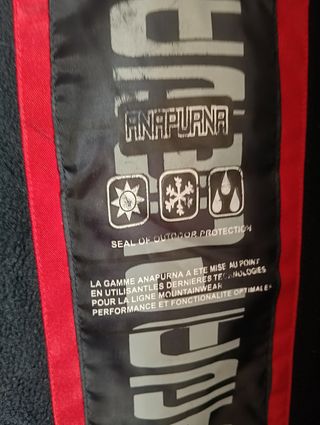 ANAPURNA
SEAL OF OUTDOOR PROTECTION
LA GAMME ANAPURNA A ETE MISE AU POINT
EN UTILISANTLES DERNIERES TECHNOLOGIES
POUR LA LIGNE MOUNTAINWEAR
PERFORMANCE ET FONCTIONALITE OPTIMALE